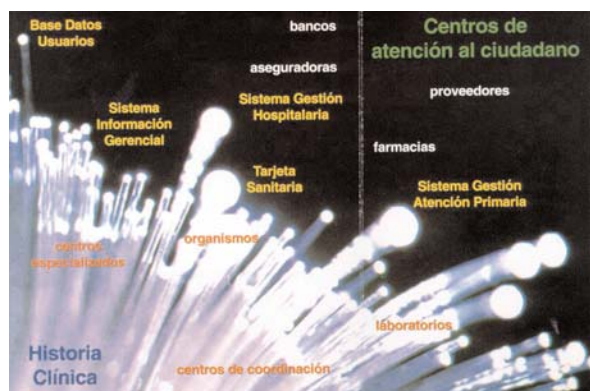 Base Datos
Usuarios
bancos
Centros de
atención al ciudadano
aseguradoras
proveedores
Sistema
Información
Gerencial
Sistema Gestión
Hospitalaria
farmacias
Tarjeta
Sanitaria
Sistema Gestión
Atención Primaria
centros
especializados
organismos
laboratorios
Historia
Clínica
centros de coordinación